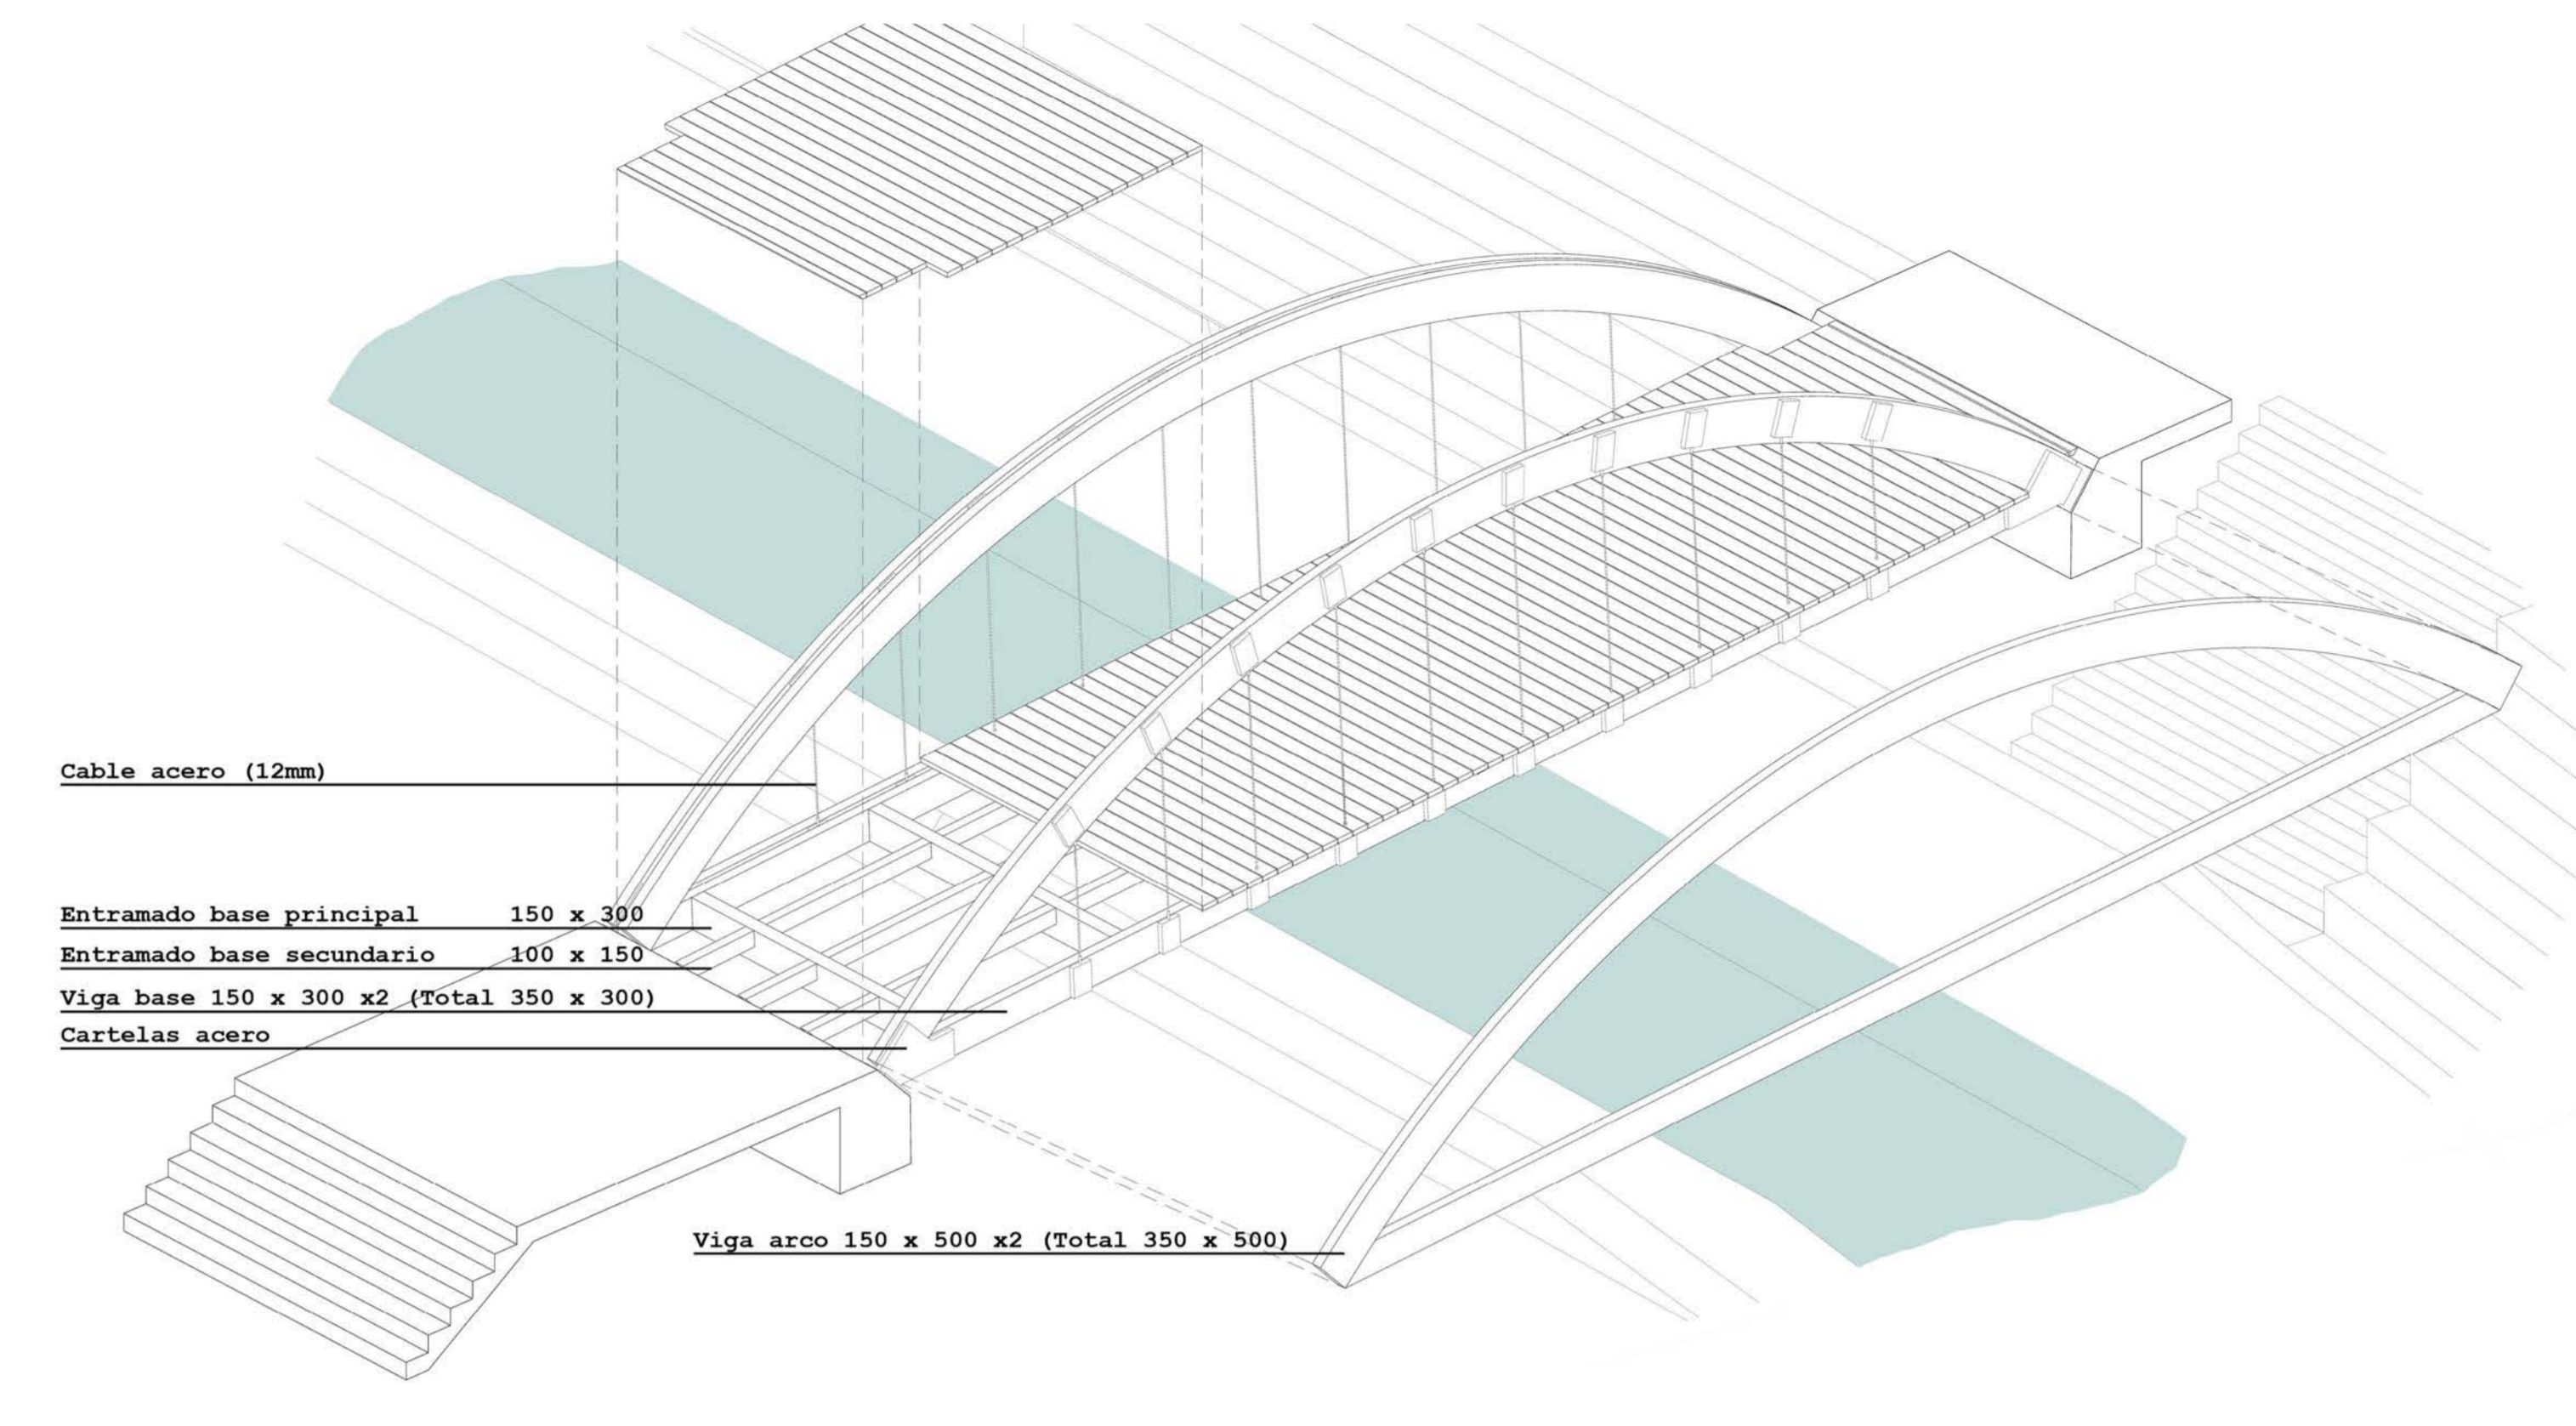 Cable acero (12mm)
Entramado base principal 150 x 300
Entramado base secundario 100 x 150
Viga base 150 x 300 x2 (Total 350 x 300)
Cartelas acero
Viga arco 150 x 500 x2 (Total 350 x 500)